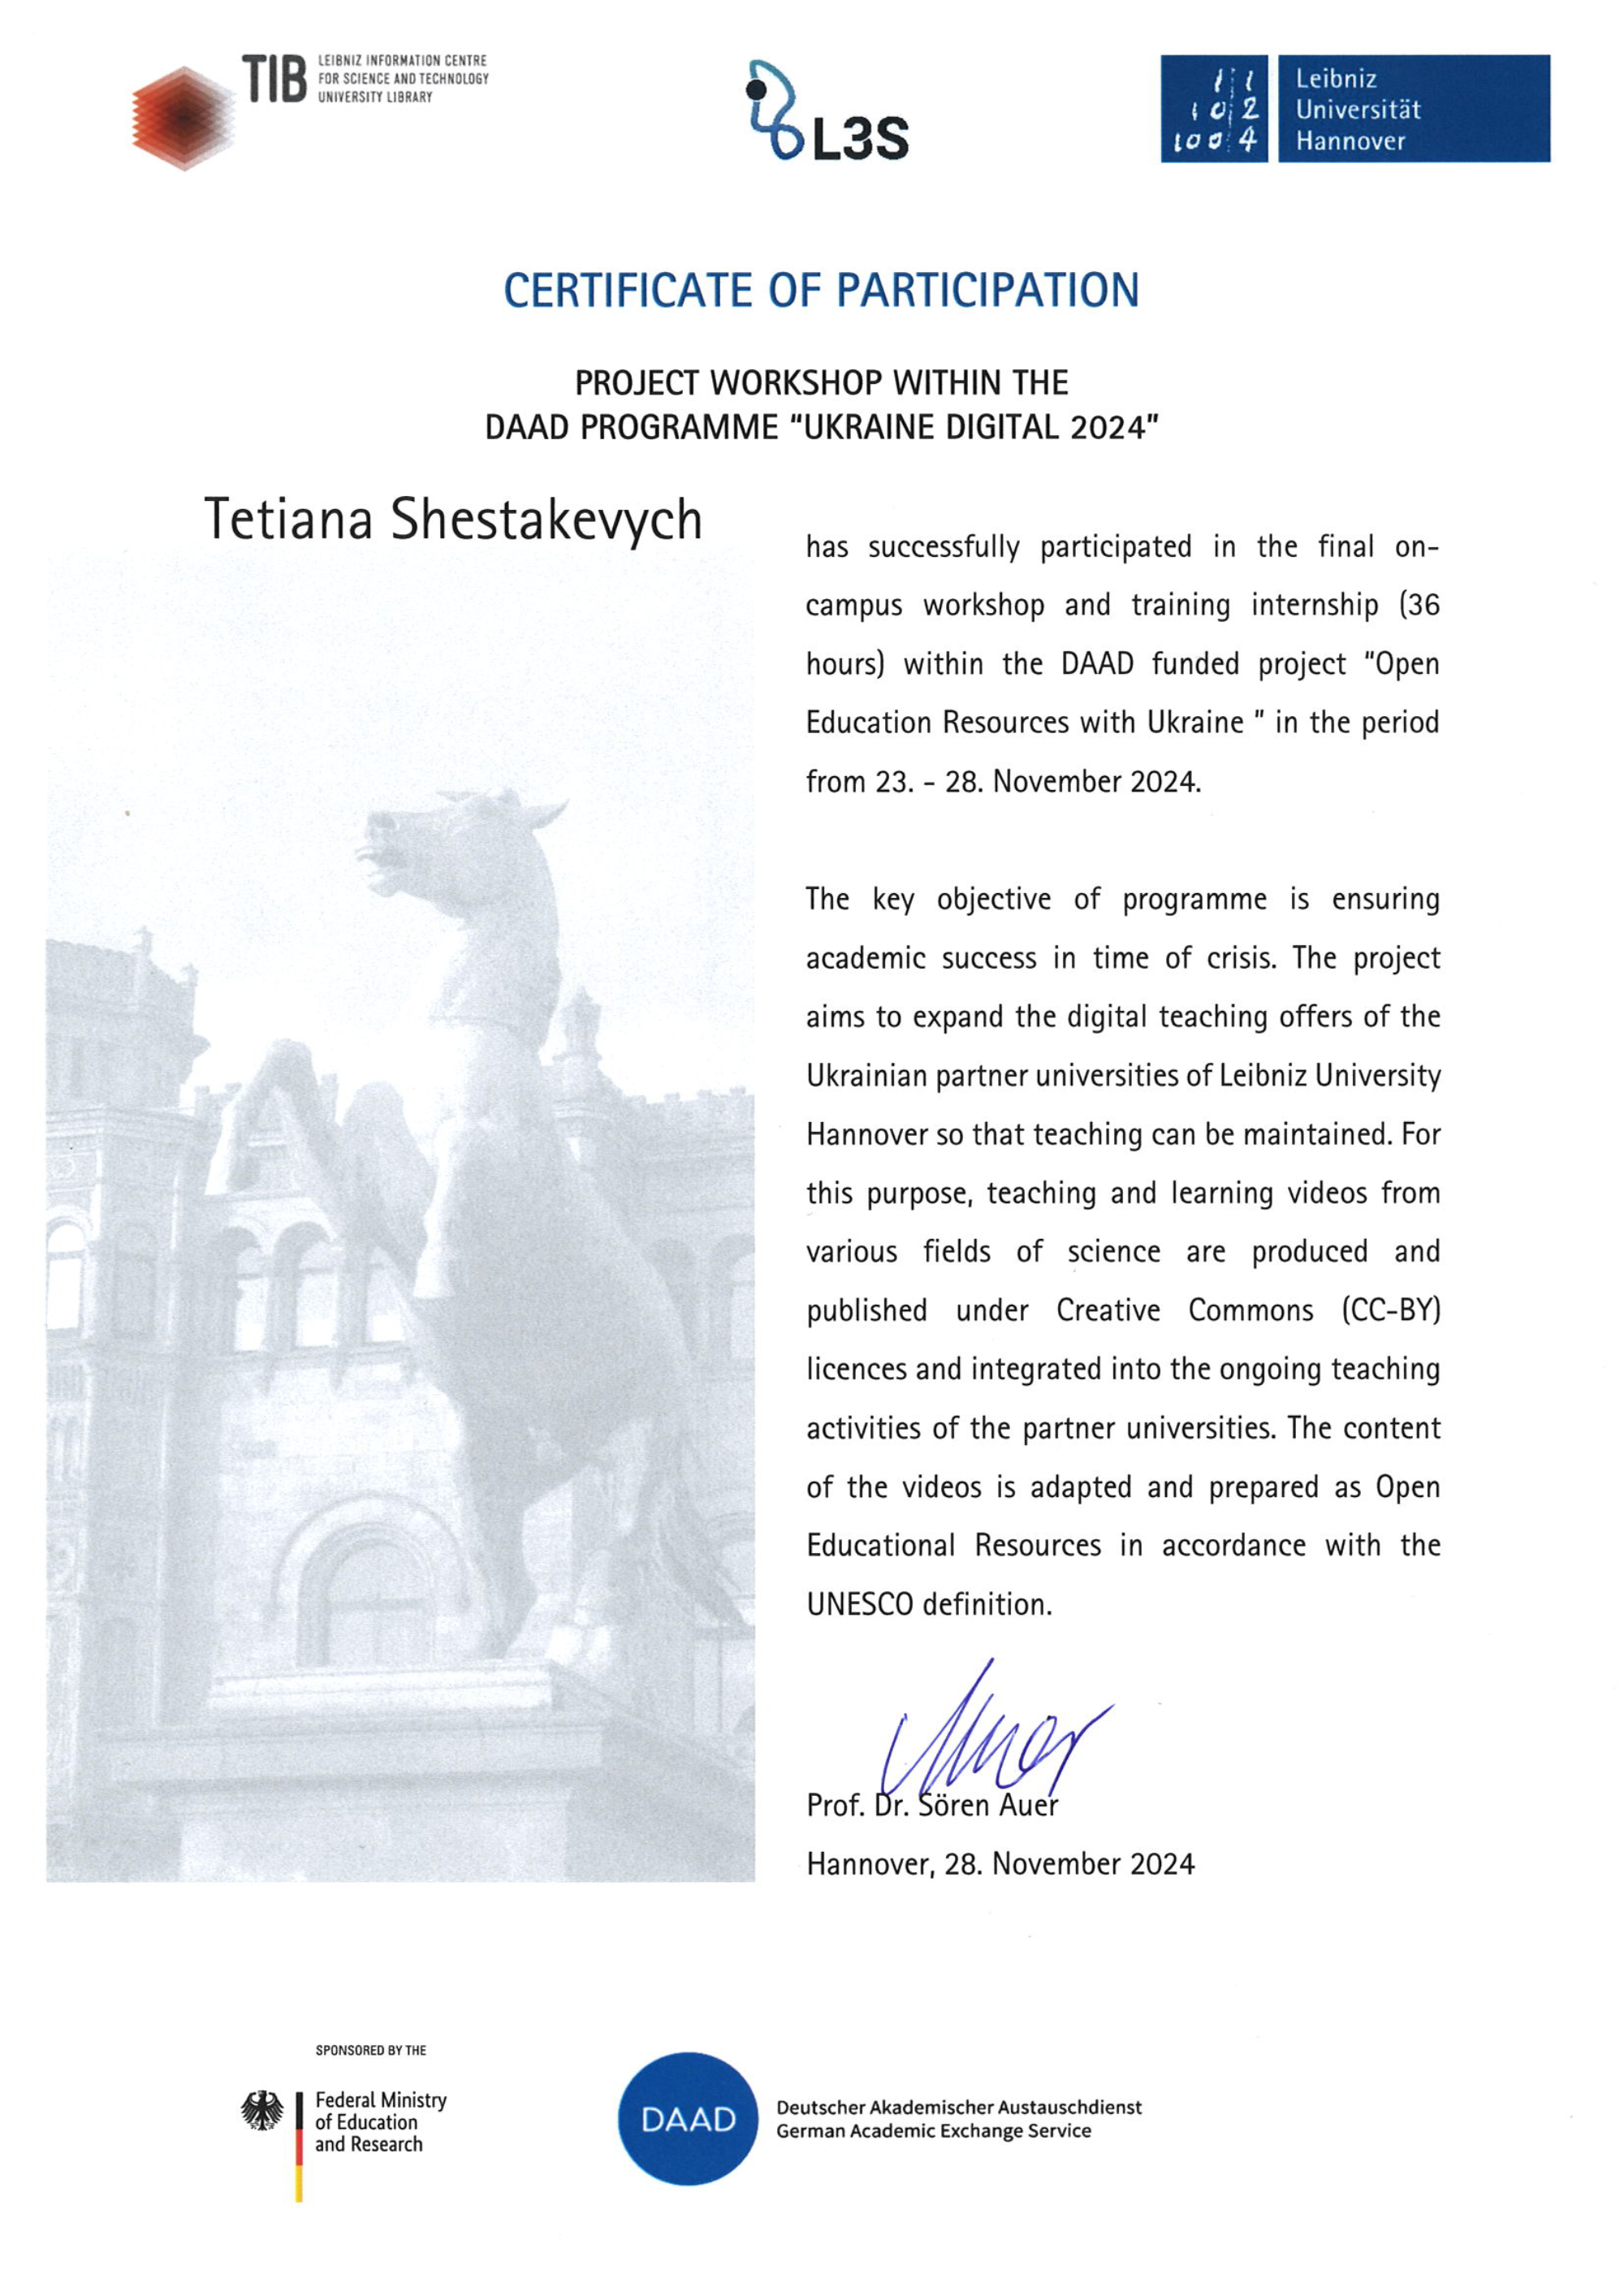 TIB
LEIBNIZ INFORMATION CENTRE
FOR SCIENCE AND TECHNOLOGY
UNIVERSITY LIBRARY
L3S
1 1
1 0 2
1 0 0 4
Leibniz
Universität
Hannover
CERTIFICATE OF PARTICIPATION
PROJECT WORKSHOP WITHIN THE
DAAD PROGRAMME “UKRAINE DIGITAL 2024”
Tetiana Shestakevych
has successfully participated in the final on-
campus workshop and training internship (36
hours) within the DAAD funded project “Open
Education Resources with Ukraine ” in the period
from 23. - 28. November 2024.
The key objective of programme is ensuring
academic success in time of crisis. The project
aims to expand the digital teaching offers of the
Ukrainian partner universities of Leibniz University
Hannover so that teaching can be maintained. For
this purpose, teaching and learning videos from
various fields of science are produced and
published under Creative Commons (CC-BY)
licences and integrated into the ongoing teaching
activities of the partner universities. The content
of the videos is adapted and prepared as Open
Educational Resources in accordance with the
UNESCO definition.
Auer
Prof. Dr. Sören Auer
Hannover, 28. November 2024
SPONSORED BY THE
Federal Ministry
of Education
and Research
DAAD
Deutscher Akademischer Austauschdienst
German Academic Exchange Service